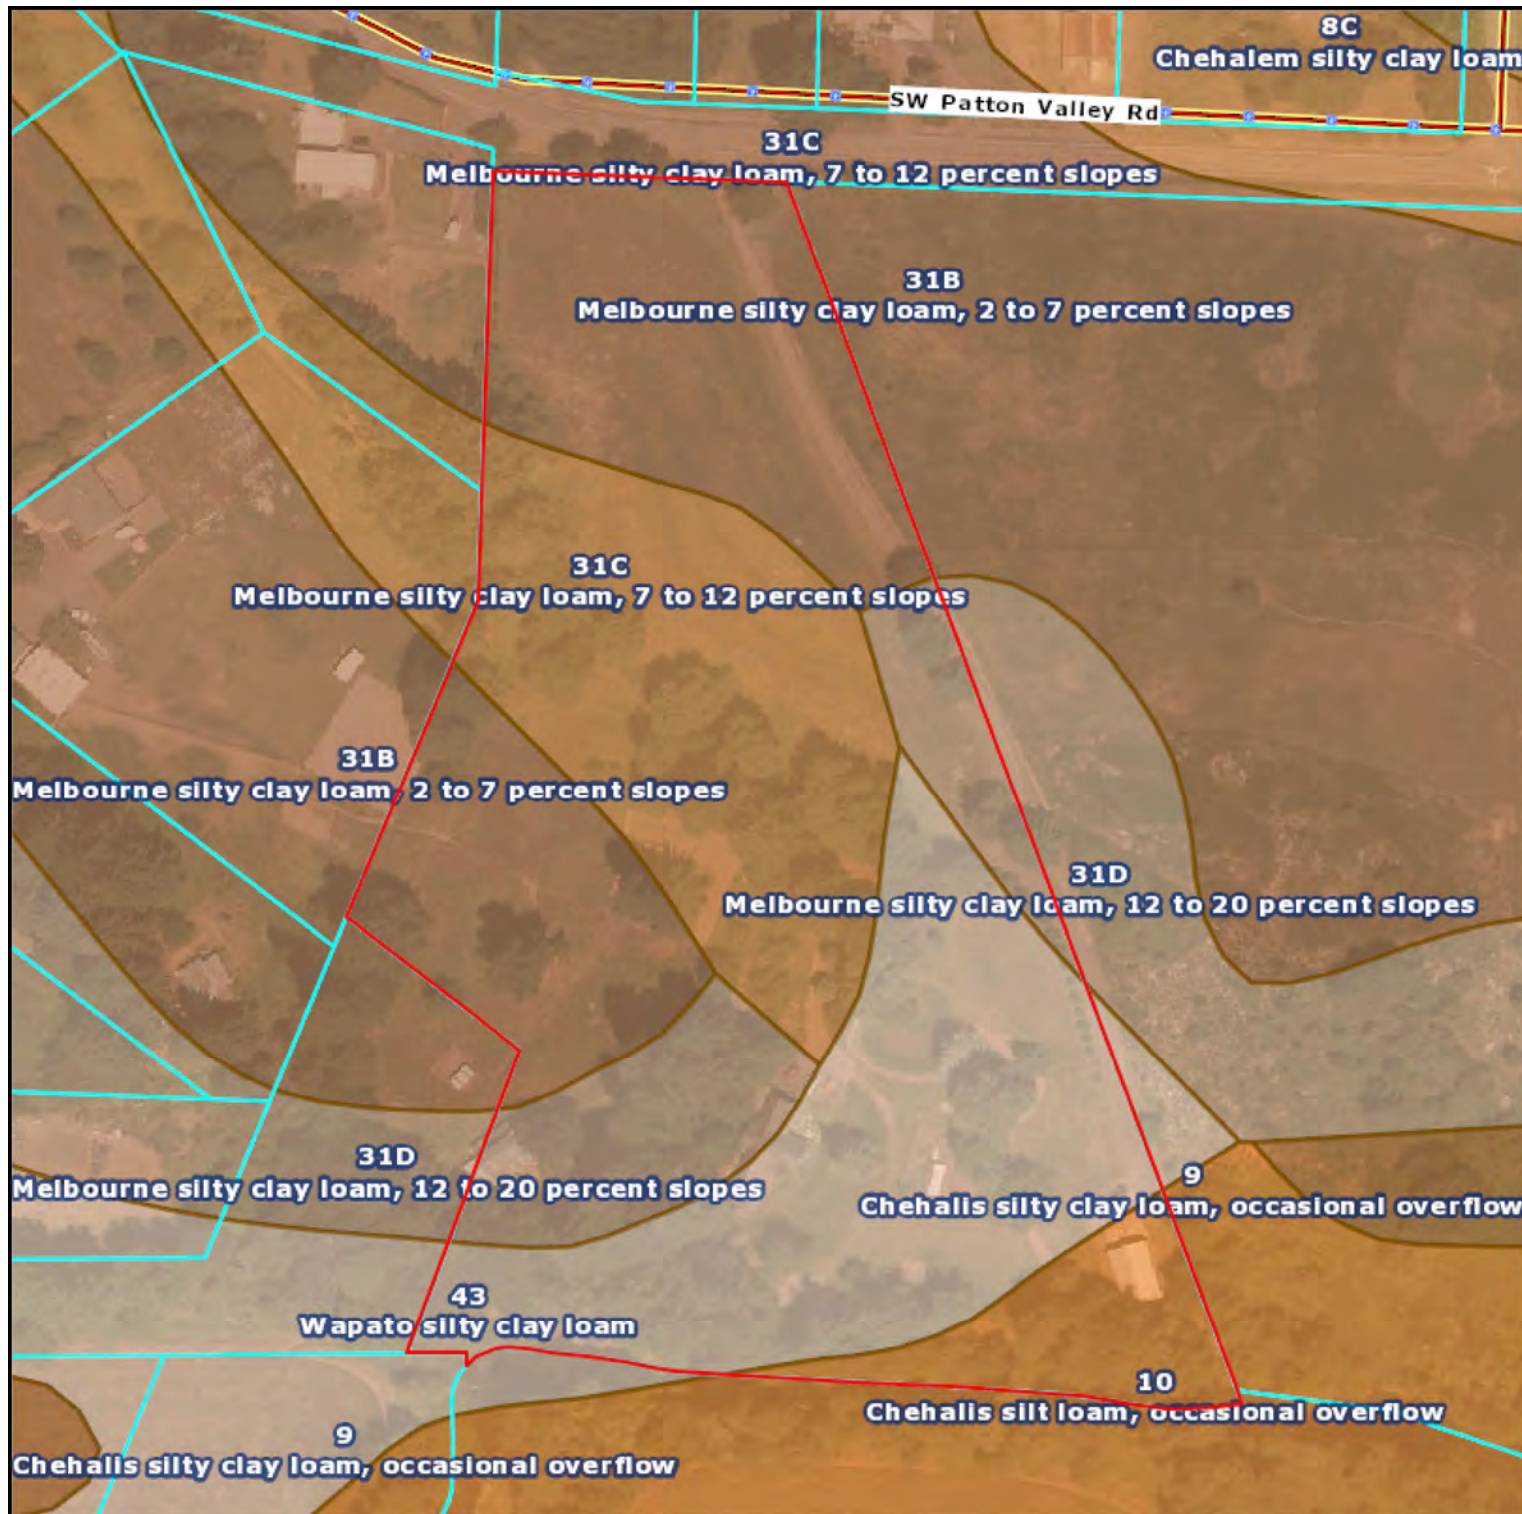 8C
Chehalem silty clay loam
SW Patton Valley Rd
31C
Melbourne silty clay loam, 7 to 12 percent slopes
31B
Melbourne silty clay loam, 2 to 7 percent slopes
31C
Melbourne silty clay loam, 7 to 12 percent slopes
31B
Melbourne silty clay loam, 2 to 7 percent slopes
31D
Melbourne silty clay loam, 12 to 20 percent slopes
31D
Melbourne silty clay loam, 12 to 20 percent slopes
9
Chehalis silty clay loam, occasional overflow
43
Wapato silty clay loam
10
Chehalis silt loam, occasional overflow
9
Chehalis silty clay loam, occasional overflow